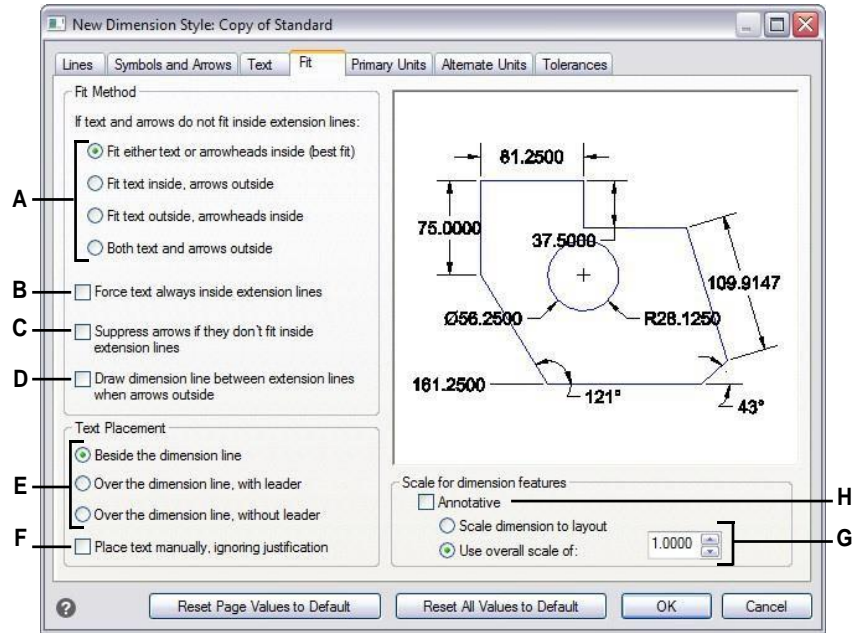 New Dimension Style: Copy of Standard
Lines Symbols and Arrows Text Fit Primary Units Alternate Units Tolerances
Fit Method
If text and arrows do not fit inside extension lines:
Fit either text or arrowheads inside (best fit)
Fit text inside, arrows outside
A
Fit text outside, arrowheads inside
Both text and arrows outside
B
Force text always inside extension lines
C
Suppress arrows if they don't fit inside
extension lines
D
Draw dimension line between extension lines
when arrows outside
Text Placement
Beside the dimension line
E
Over the dimension line, with leader
Over the dimension line, without leader
F
Place text manually, ignoring justification
81.2500
75.0000
37.5000
109.9147
Ø56.2500
R28.1250
161.2500
121°
43°
Scale for dimension features
Annotative
H
Scale dimension to layout
Use overall scale of:
1.0000
G
?
Reset Page Values to Default
Reset All Values to Default
OK
Cancel